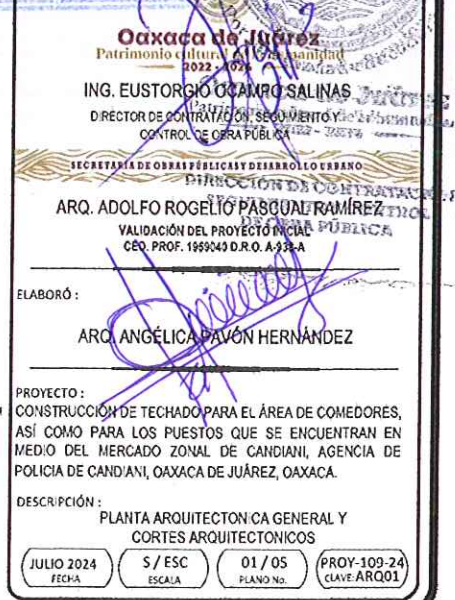 Oaxaca de Juárez
Patrimonio cultural
2022 - 2024
ING. EUSTORGIO OCAMPO SALINAS
DIRECTOR DE CONTRATACIÓN, SEGUIMIENTO Y
CONTROL DE OBRA PÚBLICA
SECRETARÍA DE OBRAS PÚBLICAS Y DESARROLLO URBANO
DIRECCIÓN DE CONTRATACIÓN
DE OBRA PÚBLICA
ARQ. ADOLFO ROGELIO PASCUAL RAMÍREZ
VALIDACIÓN DEL PROYECTO INICIAL
CED. PROF. 1959040 D.R.O. A-938-A
ELABORÓ :
ARQ. ANGÉLICA PAVÓN HERNÁNDEZ
PROYECTO :
CONSTRUCCIÓN DE TECHADO PARA EL ÁREA DE COMEDORES,
ASÍ COMO PARA LOS PUESTOS QUE SE ENCUENTRAN EN
MEDIO DEL MERCADO ZONAL DE CANDIANI, AGENCIA DE
POLICIA DE CANDIANI, OAXACA DE JUÁREZ, OAXACA.
DESCRIPCIÓN :
PLANTA ARQUITECTONICA GENERAL Y
CORTES ARQUITECTONICOS
JULIO 2024 S / ESC 01 / 05 PROY-109-24
FECHA ESCALA PLANO No. CLAVE: ARQ01